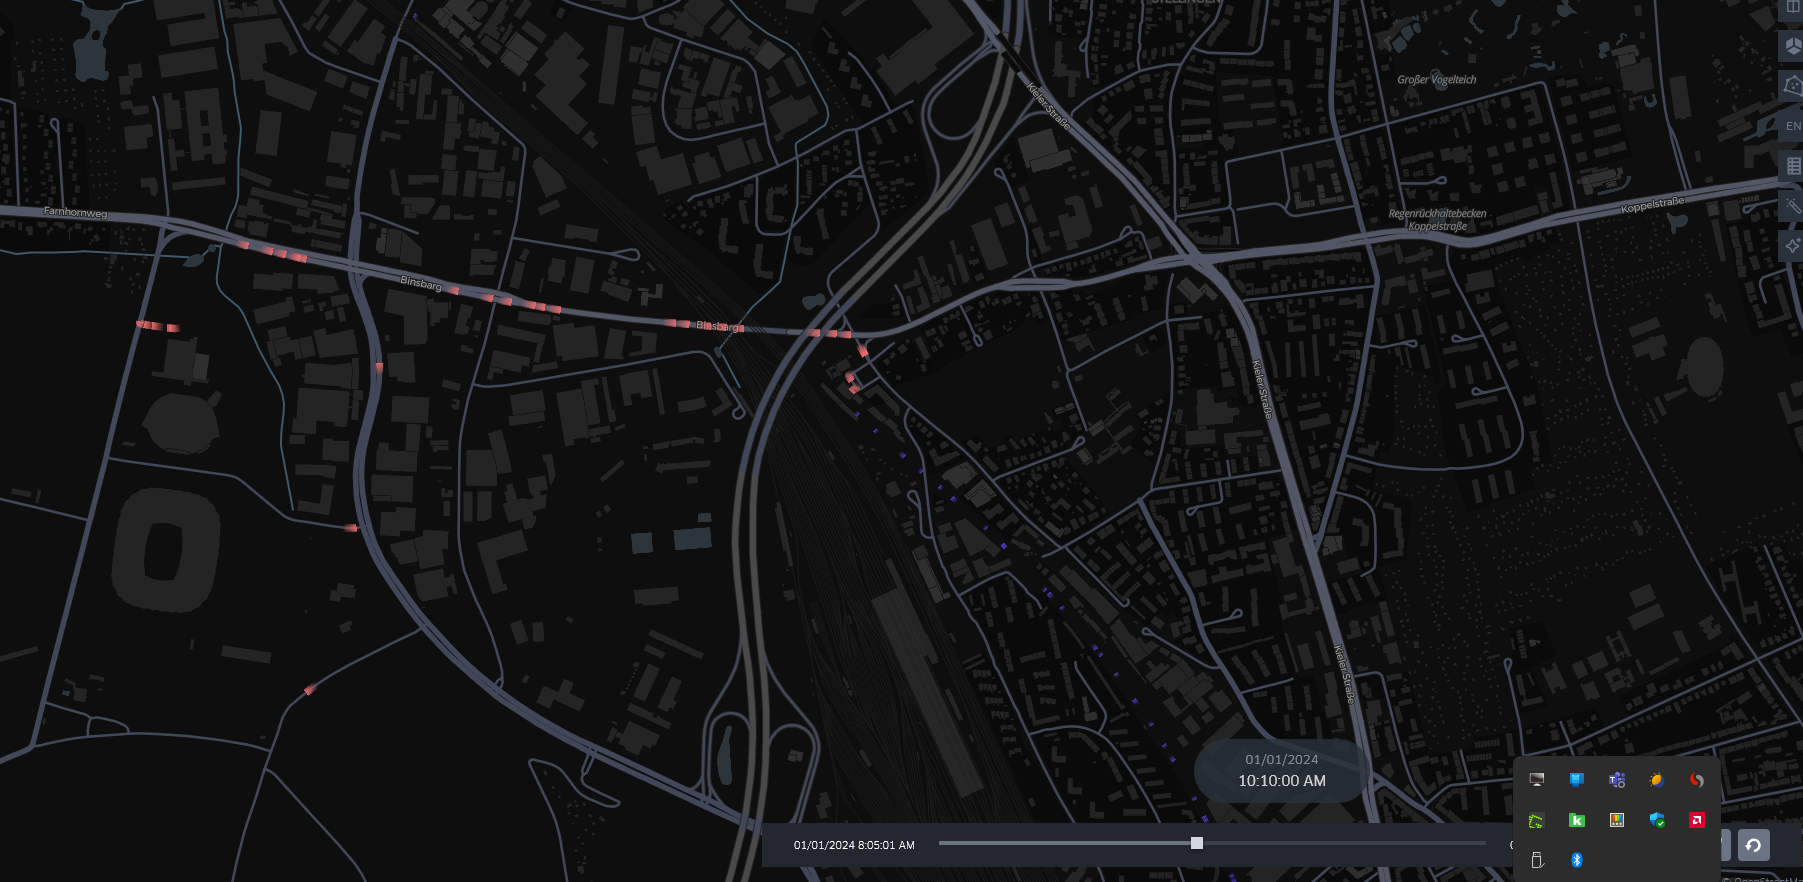 STELLINGEN
Großer Vogelteich
Kieler Straße
EN
Koppelstraße
Farnhornweg
Regenrückhaltebecken
Koppelstraße
Binsbarg
Binsbarg
Kieler Straße
Kieler Straße
01/01/2024
10:10:00 AM
01/01/2024 8:05:01 AM